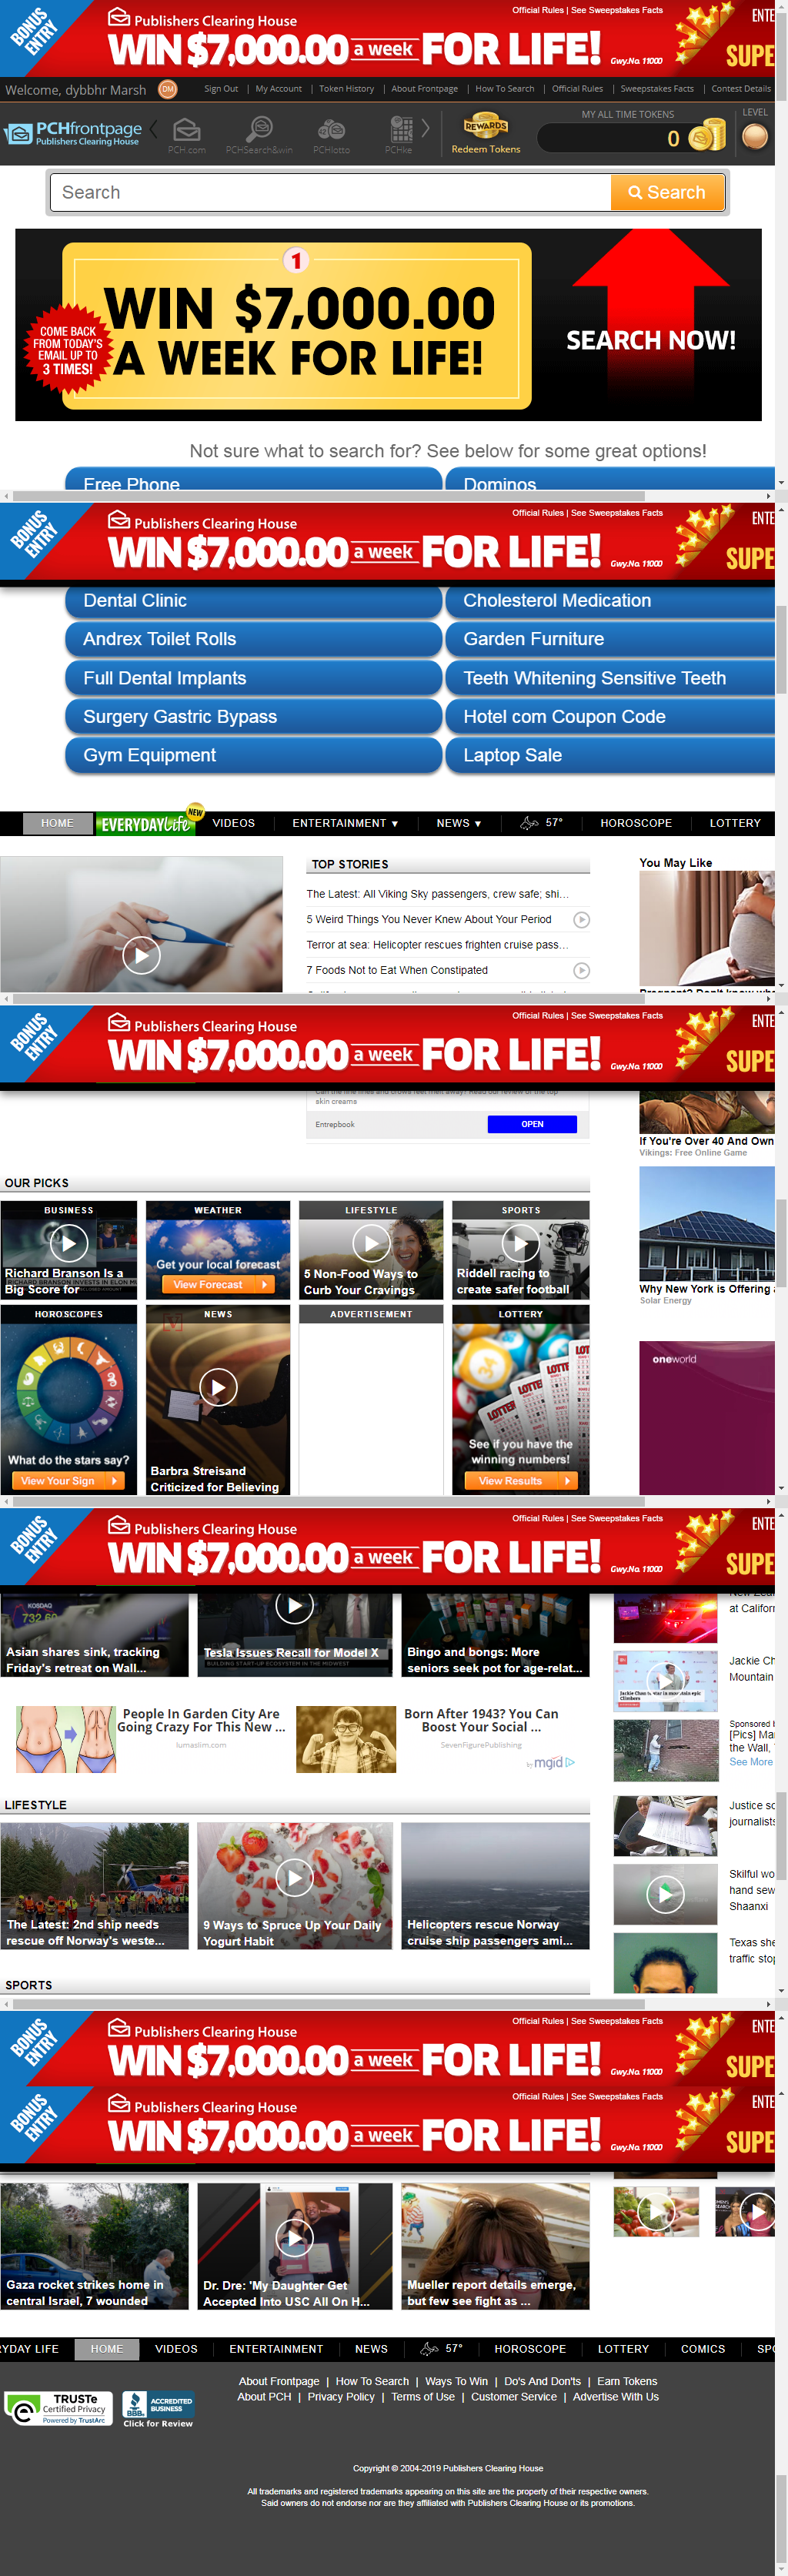 BONUS ENTRY
Publishers Clearing House
Official Rules | See Sweepstakes Facts
WIN $7,000.00 a week FOR LIFE!
Gwy.No. 11000
ENTE
SUPE
Welcome, dybbhr Marsh
DM
Sign Out | My Account | Token History | About Frontpage | How To Search | Official Rules | Sweepstakes Facts | Contest Details
PCHfrontpage
Publishers Clearing House
PCH.com
PCHSearch&win
PCHlotto
PCHke
REWARDS
Redeem Tokens
MY ALL TIME TOKENS
0
LEVEL
Search
Search
1
WIN $7,000.00
A WEEK FOR LIFE!
COME BACK
FROM TODAY'S
EMAIL UP TO
3 TIMES!
SEARCH NOW!
Not sure what to search for? See below for some great options!
Free Phone
Dominos
BONUS ENTRY
Publishers Clearing House
Official Rules | See Sweepstakes Facts
WIN $7,000.00 a week FOR LIFE!
Gwy.No. 11000
ENTE
SUPE
Dental Clinic
Cholesterol Medication
Andrex Toilet Rolls
Garden Furniture
Full Dental Implants
Teeth Whitening Sensitive Teeth
Surgery Gastric Bypass
Hotel com Coupon Code
Gym Equipment
Laptop Sale
HOME
EVERYDAY Life
NEW
VIDEOS
ENTERTAINMENT ▼
NEWS ▼
57°
HOROSCOPE
LOTTERY
TOP STORIES
The Latest: All Viking Sky passengers, crew safe; shi...
5 Weird Things You Never Knew About Your Period
Terror at sea: Helicopter rescues frighten cruise pass...
7 Foods Not to Eat When Constipated
You May Like
BONUS ENTRY
Publishers Clearing House
Official Rules | See Sweepstakes Facts
WIN $7,000.00 a week FOR LIFE!
Gwy.No. 11000
ENTE
SUPE
skin creams
Entrepbook
OPEN
If You're Over 40 And Own
Vikings: Free Online Game
Why New York is Offering
Solar Energy
oneworld
OUR PICKS
BUSINESS
Richard Branson Is a
Big Score for
WEATHER
Get your local forecast
View Forecast
LIFESTYLE
5 Non-Food Ways to
Curb Your Cravings
SPORTS
Riddell racing to
create safer football
HOROSCOPES
What do the stars say?
View Your Sign
NEWS
Barbra Streisand
Criticized for Believing
ADVERTISEMENT
LOTTERY
See if you have the
winning numbers!
View Results
BONUS ENTRY
Publishers Clearing House
Official Rules | See Sweepstakes Facts
WIN $7,000.00 a week FOR LIFE!
Gwy.No. 11000
ENTE
SUPE
KOSDAQ
Asian shares sink, tracking
Friday's retreat on Wall...
Tesla Issues Recall for Model X
Bingo and bongs: More
seniors seek pot for age-relat...
at Californ
Jackie Ch
Mountain
People In Garden City Are
Going Crazy For This New ...
lumaslim.com
Born After 1943? You Can
Boost Your Social ...
SevenFigurePublishing
by mgid
Sponsored b
[Pics] Ma
the Wall,
See More
LIFESTYLE
The Latest: 2nd ship needs
rescue off Norway's weste...
9 Ways to Spruce Up Your Daily
Yogurt Habit
Helicopters rescue Norway
cruise ship passengers ami...
Justice sc
journalists
Skilful wo
hand sew
Shaanxi
Texas she
traffic stop
SPORTS
BONUS ENTRY
Publishers Clearing House
Official Rules | See Sweepstakes Facts
WIN $7,000.00 a week FOR LIFE!
Gwy.No. 11000
ENTE
SUPE
BONUS ENTRY
Publishers Clearing House
Official Rules | See Sweepstakes Facts
WIN $7,000.00 a week FOR LIFE!
Gwy.No. 11000
ENTE
SUPE
Gaza rocket strikes home in
central Israel, 7 wounded
Dr. Dre: 'My Daughter Get
Accepted Into USC All On H...
Mueller report details emerge,
but few see fight as ...
RYDAY LIFE
HOME
VIDEOS
ENTERTAINMENT
NEWS
57°
HOROSCOPE
LOTTERY
COMICS
SPO
About Frontpage | How To Search | Ways To Win | Do's And Don'ts | Earn Tokens
About PCH | Privacy Policy | Terms of Use | Customer Service | Advertise With Us
TRUSTe
Certified Privacy
Powered by TrustArc
BBB
ACCREDITED
BUSINESS
Click for Review
Copyright © 2004-2019 Publishers Clearing House
All trademarks and registered trademarks appearing on this site are the property of their respective owners.
Said owners do not endorse nor are they affiliated with Publishers Clearing House or its promotions.